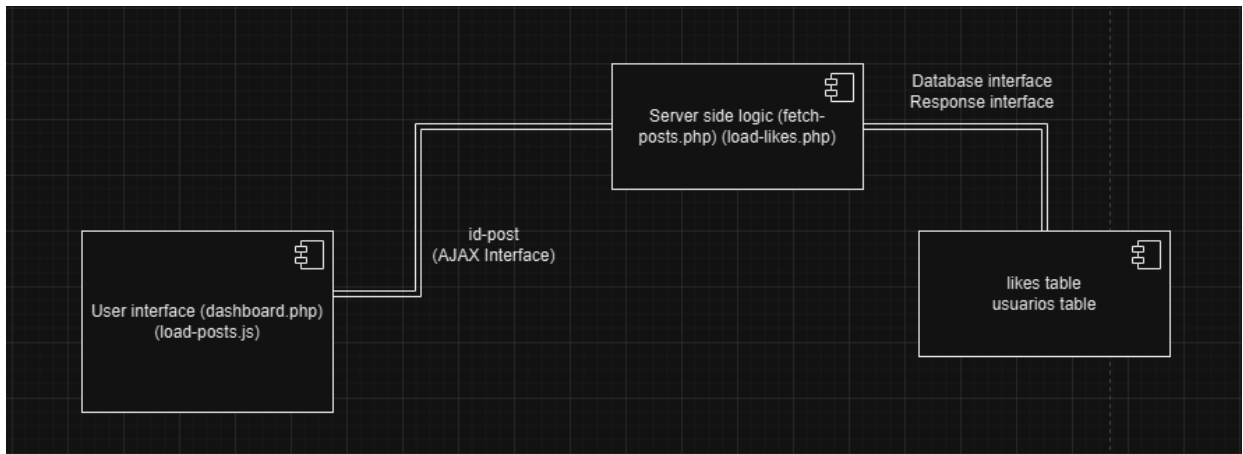 Server side logic (fetch-
posts.php) (load-likes.php)
Database interface
Response interface
id-post
(AJAX Interface)
User interface (dashboard.php)
(load-posts.js)
likes table
usuarios table